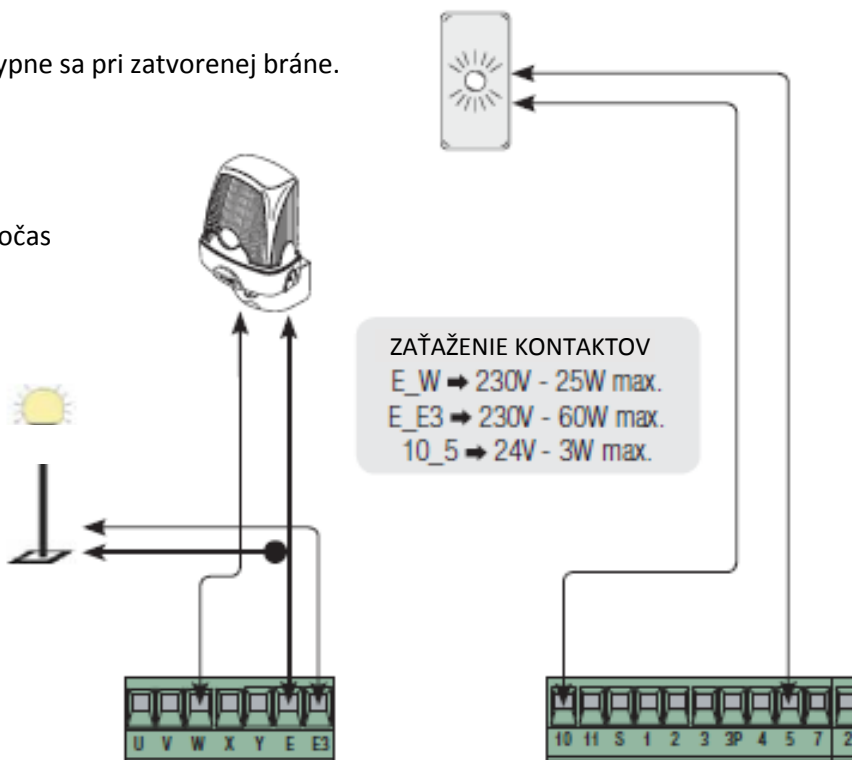 ypne sa pri zatvorenej bráne.
očas
ZAŤAŽENIE KONTAKTOV
E_W ➡ 230V - 25W max.
E_E3 ➡ 230V - 60W max.
10_5 ➡ 24V - 3W max.
U V W X Y E E3
10 11 S 1 2 3 3P 4 5 7 2